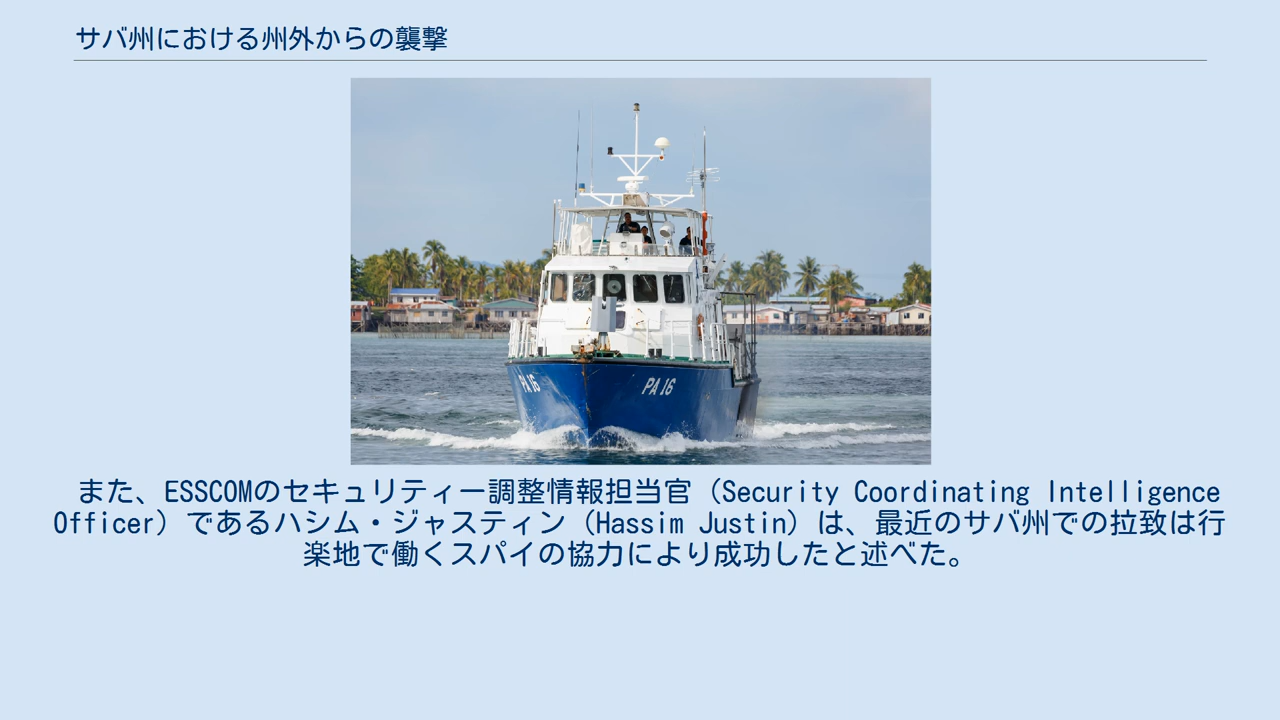 サバ州における州外からの襲撃
PA 16
PA 16
また、ESSCOMのセキュリティー調整情報担当官（Security Coordinating Intelligence
Officer）であるハシム・ジャスティン（Hassim Justin）は、最近のサバ州での拉致は行
楽地で働くスパイの協力により成功したと述べた。